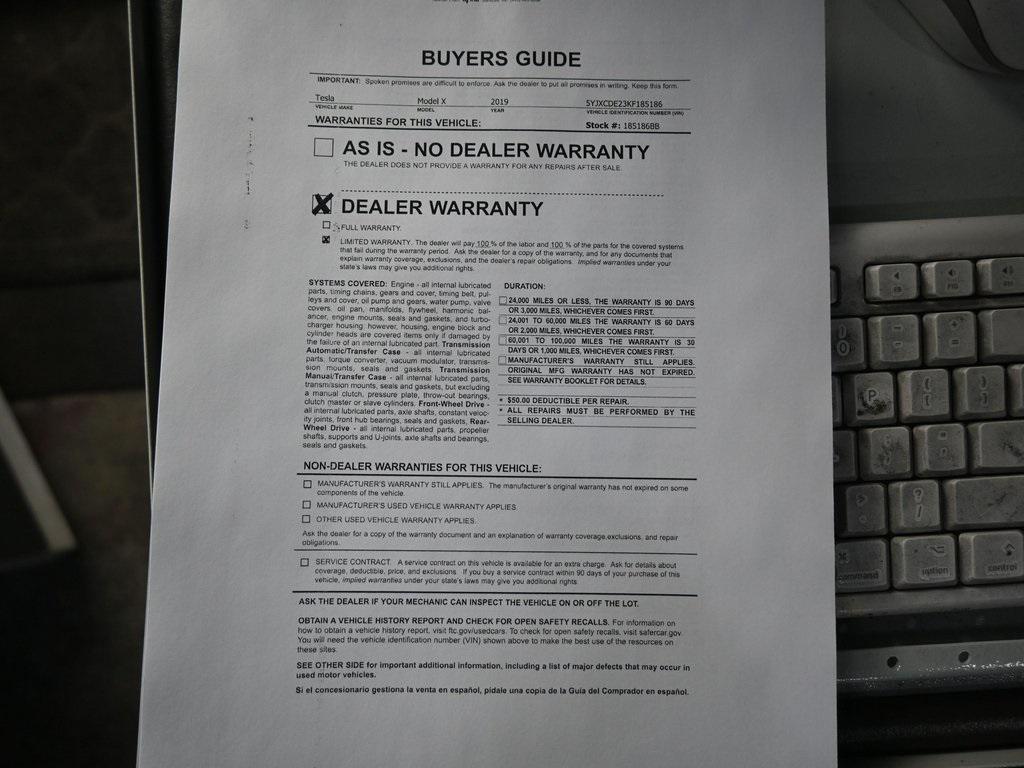 BUYERS GUIDE
IMPORTANT: Spoken promises are difficult to enforce. Ask the dealer to put all promises in writing. Keep this form.
Tesla Model X 2019 5YJXCDE23KF185186
VEHICLE MAKE MODEL YEAR VEHICLE IDENTIFICATION NUMBER (VIN)
WARRANTIES FOR THIS VEHICLE: Stock #: 185186BB
AS IS - NO DEALER WARRANTY
THE DEALER DOES NOT PROVIDE A WARRANTY FOR ANY REPAIRS AFTER SALE.
DEALER WARRANTY
FULL WARRANTY.
LIMITED WARRANTY. The dealer will pay 100 % of the labor and 100 % of the parts for the covered systems
that fail during the warranty period. Ask the dealer for a copy of the warranty, and for any documents that
explain warranty coverage, exclusions, and the dealer's repair obligations. Implied warranties under your
state's laws may give you additional rights.
SYSTEMS COVERED: Engine - all internal lubricated
parts, timing chains, gears and cover, timing belt, pul-
leys and cover, oil pump and gears, water pump, valve
covers, oil pan, manifolds, flywheel, harmonic bal-
ancer, engine mounts, seals and gaskets, and turbo-
charger housing: however, housing, engine block and
cylinder heads are covered items only if damaged by
the failure of an internal lubricated part. Transmission
Automatic/Transfer Case - all internal lubricated
parts, torque converter, vacuum modulator, transmis-
sion mounts, seals and gaskets. Transmission
Manual/Transfer Case - all internal lubricated parts,
transmission mounts, seals and gaskets, but excluding
a manual clutch, pressure plate, throw-out bearings,
clutch master or slave cylinders. Front-Wheel Drive -
all internal lubricated parts, axle shafts, constant veloc-
ity joints, front hub bearings, seals and gaskets, Rear-
Wheel Drive - all internal lubricated parts, propeller
shafts, supports and U-joints, axle shafts and bearings,
seals and gaskets.
DURATION:
24,000 MILES OR LESS, THE WARRANTY IS 90 DAYS
OR 3,000 MILES, WHICHEVER COMES FIRST.
24,001 TO 60,000 MILES THE WARRANTY IS 60 DAYS
OR 2,000 MILES, WHICHEVER COMES FIRST.
60,001 TO 100,000 MILES THE WARRANTY IS 30
DAYS OR 1,000 MILES, WHICHEVER COMES FIRST.
MANUFACTURER'S WARRANTY STILL APPLIES.
ORIGINAL MFG WARRANTY HAS NOT EXPIRED.
SEE WARRANTY BOOKLET FOR DETAILS.
* $50.00 DEDUCTIBLE PER REPAIR.
* ALL REPAIRS MUST BE PERFORMED BY THE
SELLING DEALER.
NON-DEALER WARRANTIES FOR THIS VEHICLE:
MANUFACTURER'S WARRANTY STILL APPLIES. The manufacturer's original warranty has not expired on some
components of the vehicle.
MANUFACTURER'S USED VEHICLE WARRANTY APPLIES.
OTHER USED VEHICLE WARRANTY APPLIES.
Ask the dealer for a copy of the warranty document and an explanation of warranty coverage,exclusions, and repair
obligations.
SERVICE CONTRACT. A service contract on this vehicle is available for an extra charge. Ask for details about
coverage, deductible, price, and exclusions. If you buy a service contract within 90 days of your purchase of this
vehicle, implied warranties under your state's laws may give you additional rights.
ASK THE DEALER IF YOUR MECHANIC CAN INSPECT THE VEHICLE ON OR OFF THE LOT.
OBTAIN A VEHICLE HISTORY REPORT AND CHECK FOR OPEN SAFETY RECALLS. For information on
how to obtain a vehicle history report, visit ftc.gov/usedcars. To check for open safety recalls, visit safercar.gov.
You will need the vehicle identification number (VIN) shown above to make the best use of the resources on
these sites.
SEE OTHER SIDE for important additional information, including a list of major defects that may occur in
used motor vehicles.
Si el concesionario gestiona la venta en español, pídale una copia de la Guía del Comprador en español.
P
command
option
control